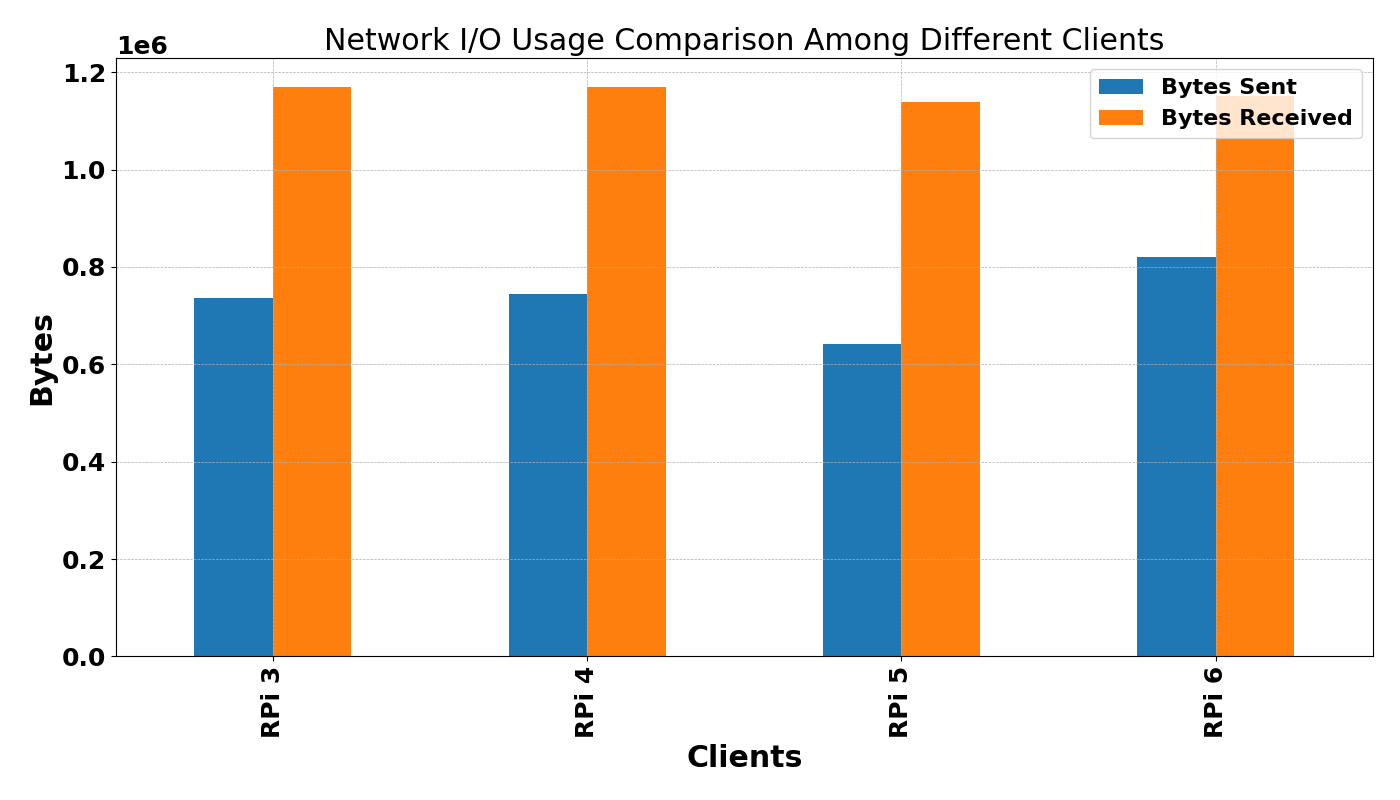 Network I/O Usage Comparison Among Different Clients
1e6
1.2
1.0
0.8
0.6
0.4
0.2
0.0
Bytes
Bytes Sent
Bytes Received
RPi 3
RPi 4
RPi 5
RPi 6
Clients